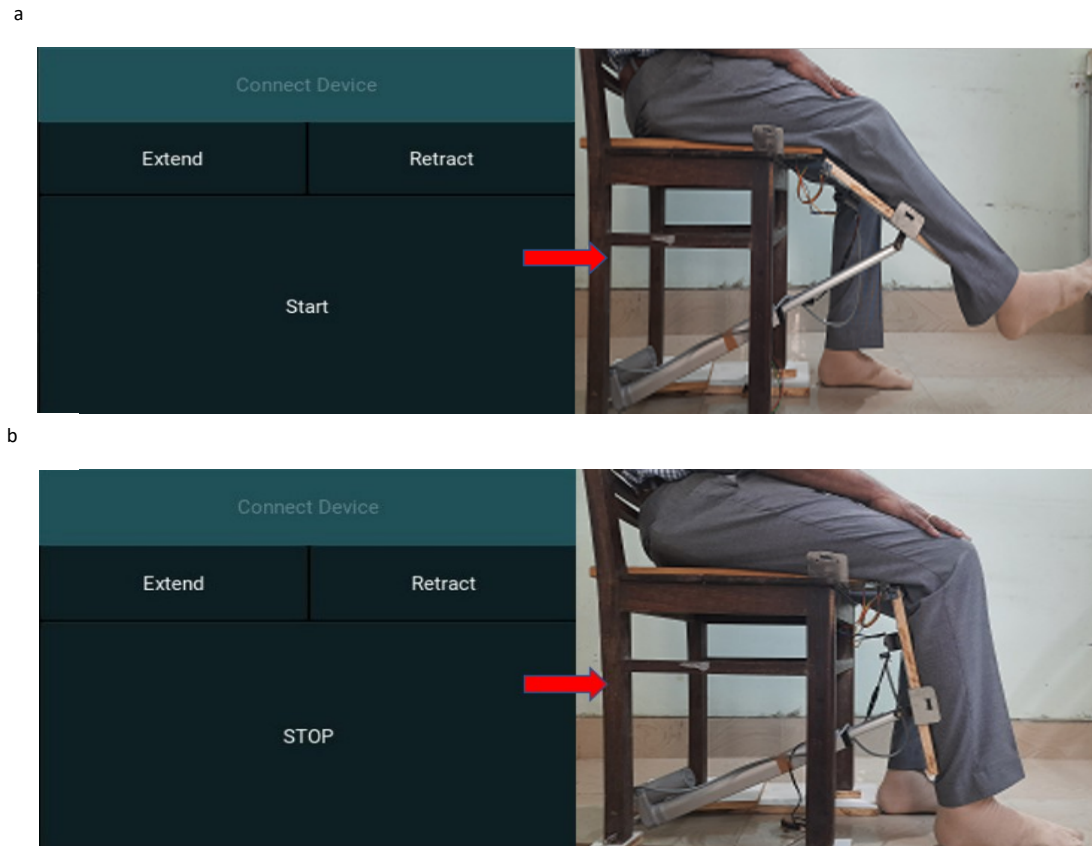 a
Connect Device
Extend Retract
Start
b
Connect Device
Extend Retract
STOP